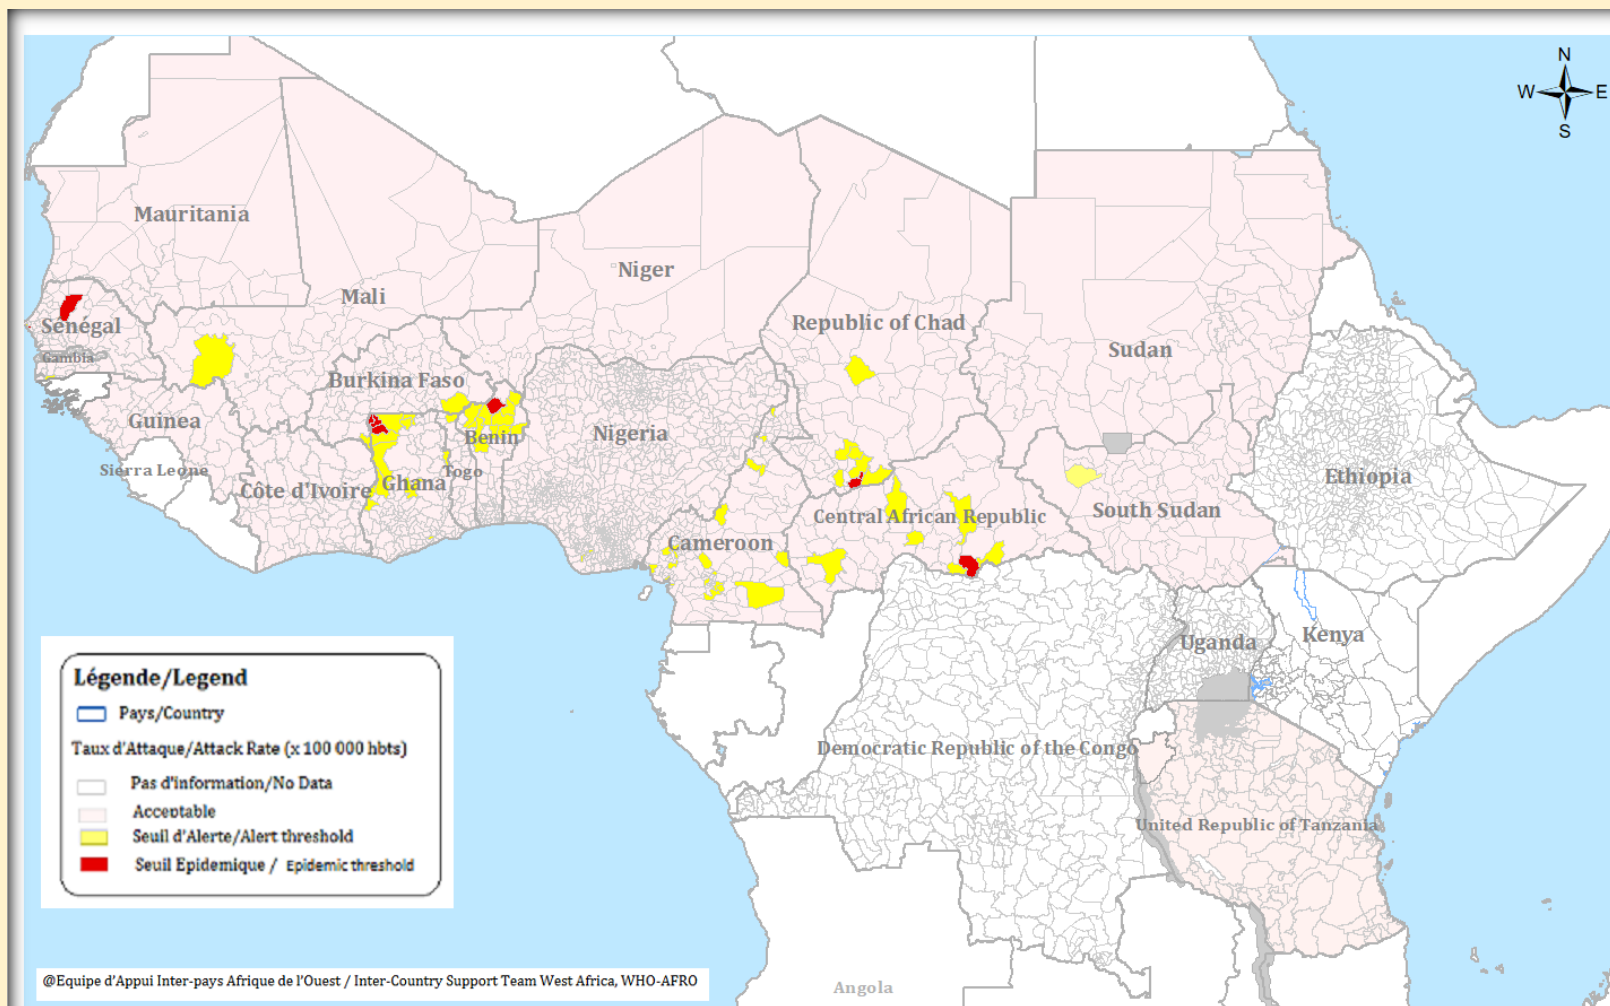 N
W E
S
Mauritania
Niger
Mali
Sénégal
Gambia
Republic of Chad
Sudan
Burkina Faso
Guinea
Benin
Nigeria
Sierra Leone
Togo
Côte d'Ivoire
Ghana
Ethiopia
South Sudan
Central African Republic
Cameroon
Uganda
Kenya
Democratic Republic of the Congo
United Republic of Tanzania
Angola
Légende/Legend
Pays/Country
Taux d'Attaque/Attack Rate (x 100 000 hbts)
Pas d'information/No Data
Acceptable
Seuil d'Alerte/Alert threshold
Seuil Epidemique / Epidemic threshold
@Equipe d'Appui Inter-pays Afrique de l'Ouest / Inter-Country Support Team West Africa, WHO-AFRO